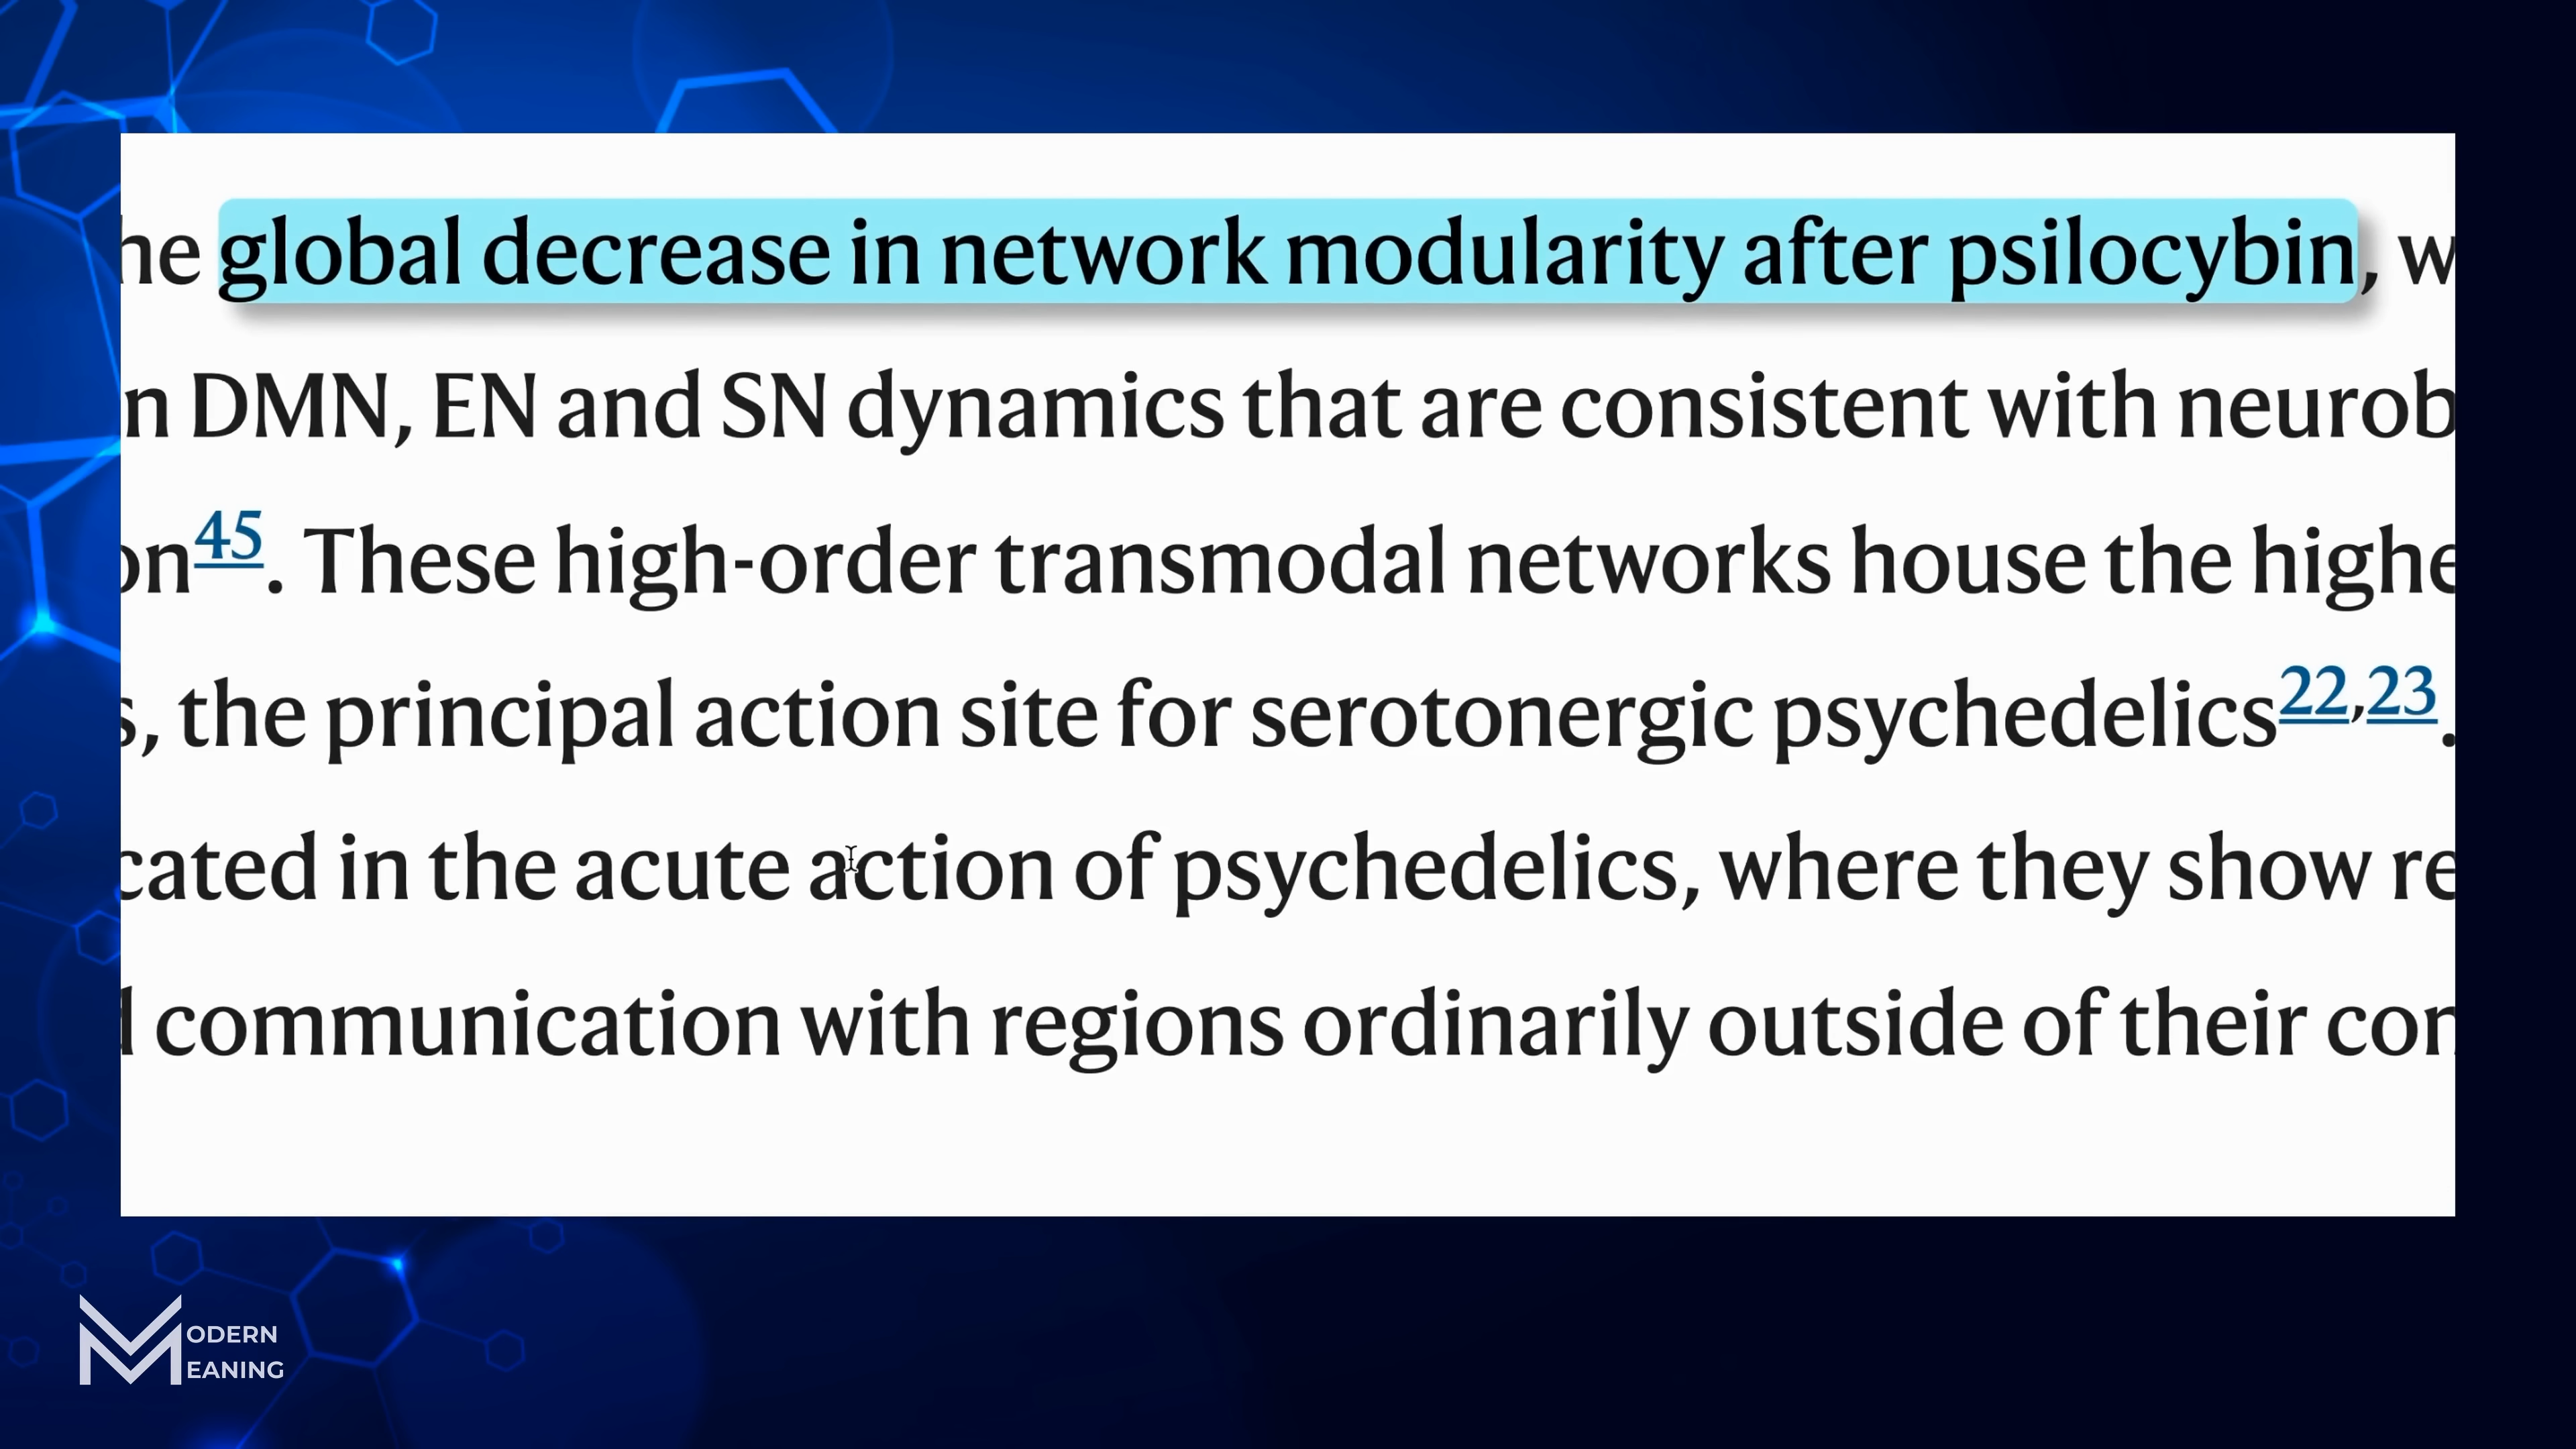 he global decrease in network modularity after psilocybin, w
n DMN, EN and SN dynamics that are consistent with neurob
on45. These high-order transmodal networks house the highe
s, the principal action site for serotonergic psychedelics22,23.
cated in the acute action of psychedelics, where they show re
d communication with regions ordinarily outside of their con
MODERN
MEANING